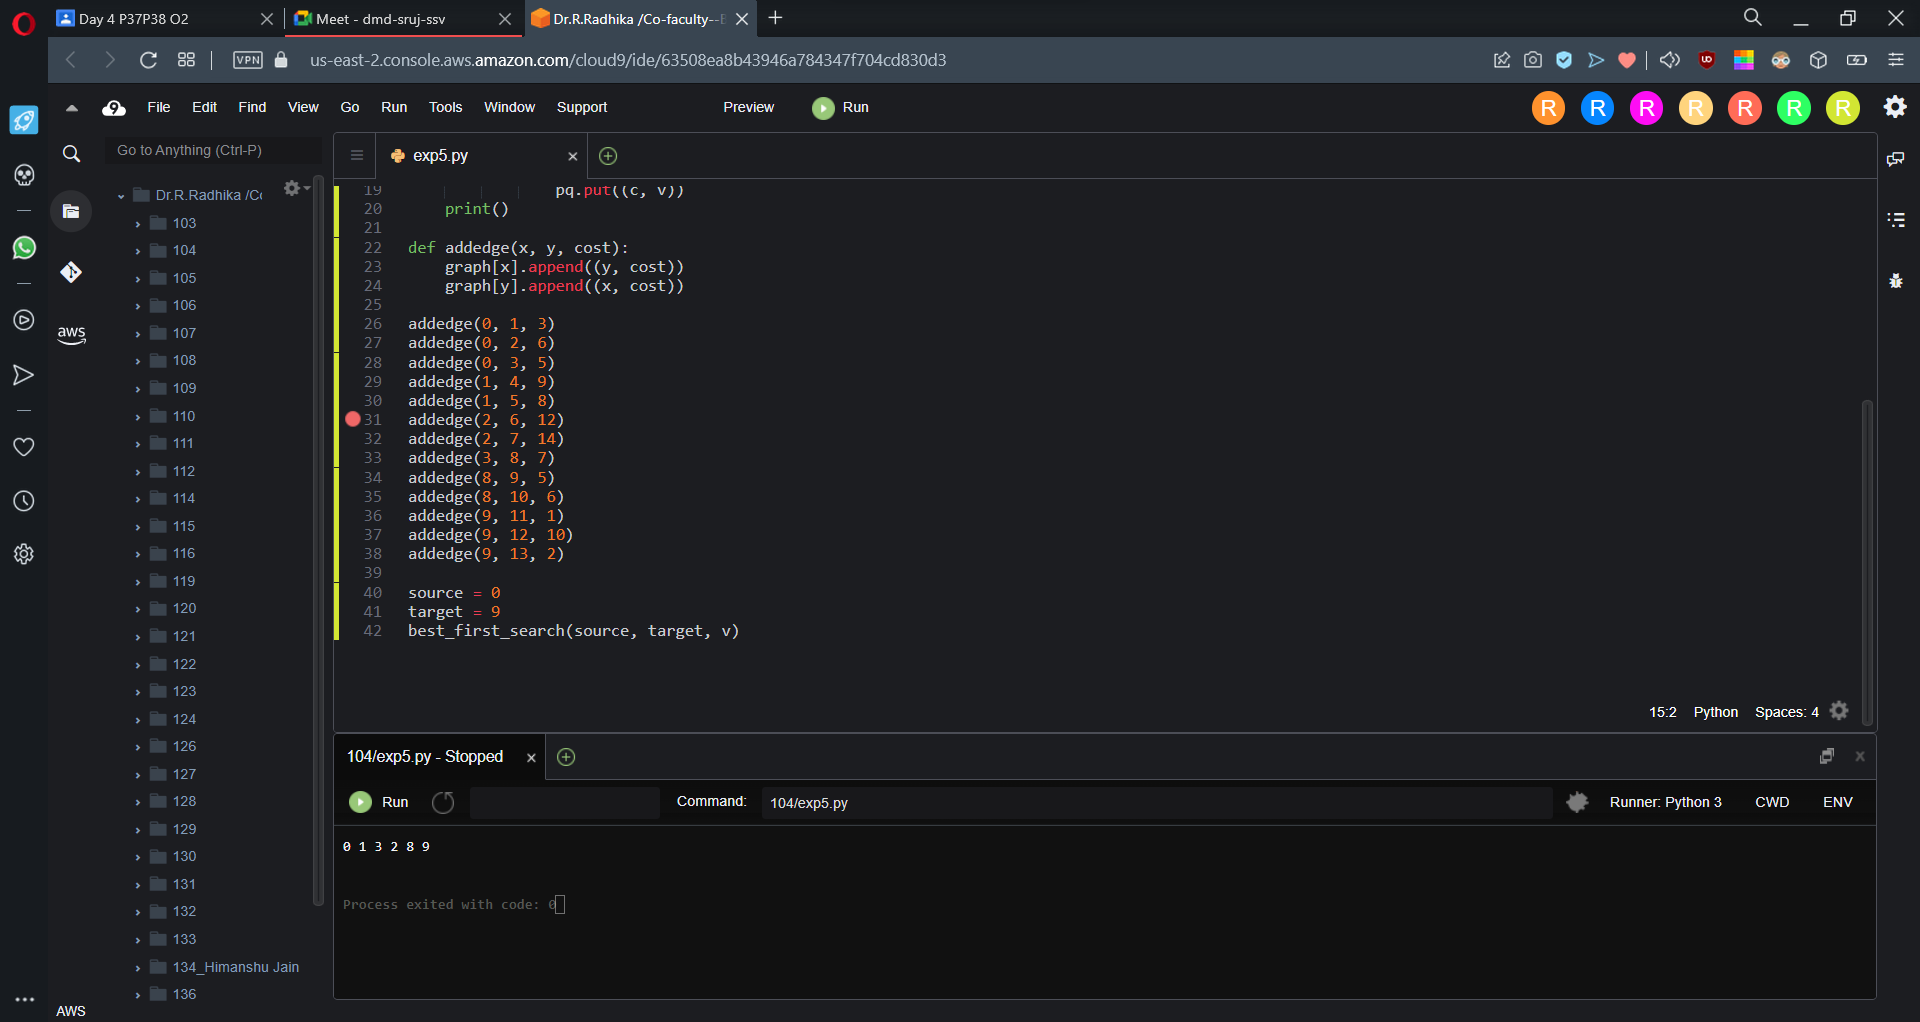 Day 4 P37P38 O2
Meet - dmd-sruj-ssv
Dr.R.Radhika /Co-faculty--
VPN
us-east-2.console.aws.amazon.com/cloud9/ide/63508ea8b43946a784347f704cd830d3
File Edit Find View Go Run Tools Window Support Preview Run
R R R R R R R
Go to Anything (Ctrl-P)
Dr.R.Radhika /Co
103
104
105
106
107
108
109
110
111
112
114
115
116
119
120
121
122
123
124
126
127
128
129
130
131
132
133
134_Himanshu Jain
136
aws
AWS
exp5.py
19 pq.put((c, v))
20 print()
21
22 def addedge(x, y, cost):
23 graph[x].append((y, cost))
24 graph[y].append((x, cost))
25
26 addedge(0, 1, 3)
27 addedge(0, 2, 6)
28 addedge(0, 3, 5)
29 addedge(1, 4, 9)
30 addedge(1, 5, 8)
31 addedge(2, 6, 12)
32 addedge(2, 7, 14)
33 addedge(3, 8, 7)
34 addedge(8, 9, 5)
35 addedge(8, 10, 6)
36 addedge(9, 11, 1)
37 addedge(9, 12, 10)
38 addedge(9, 13, 2)
39
40 source = 0
41 target = 9
42 best_first_search(source, target, v)
15:2 Python Spaces: 4
104/exp5.py - Stopped
Run
Command: 104/exp5.py
Runner: Python 3 CWD ENV
0 1 3 2 8 9
Process exited with code: 0